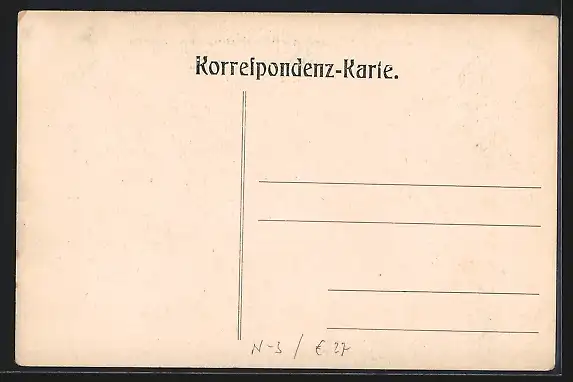 Korreſpondenz-Karte.
N-3 / € 27